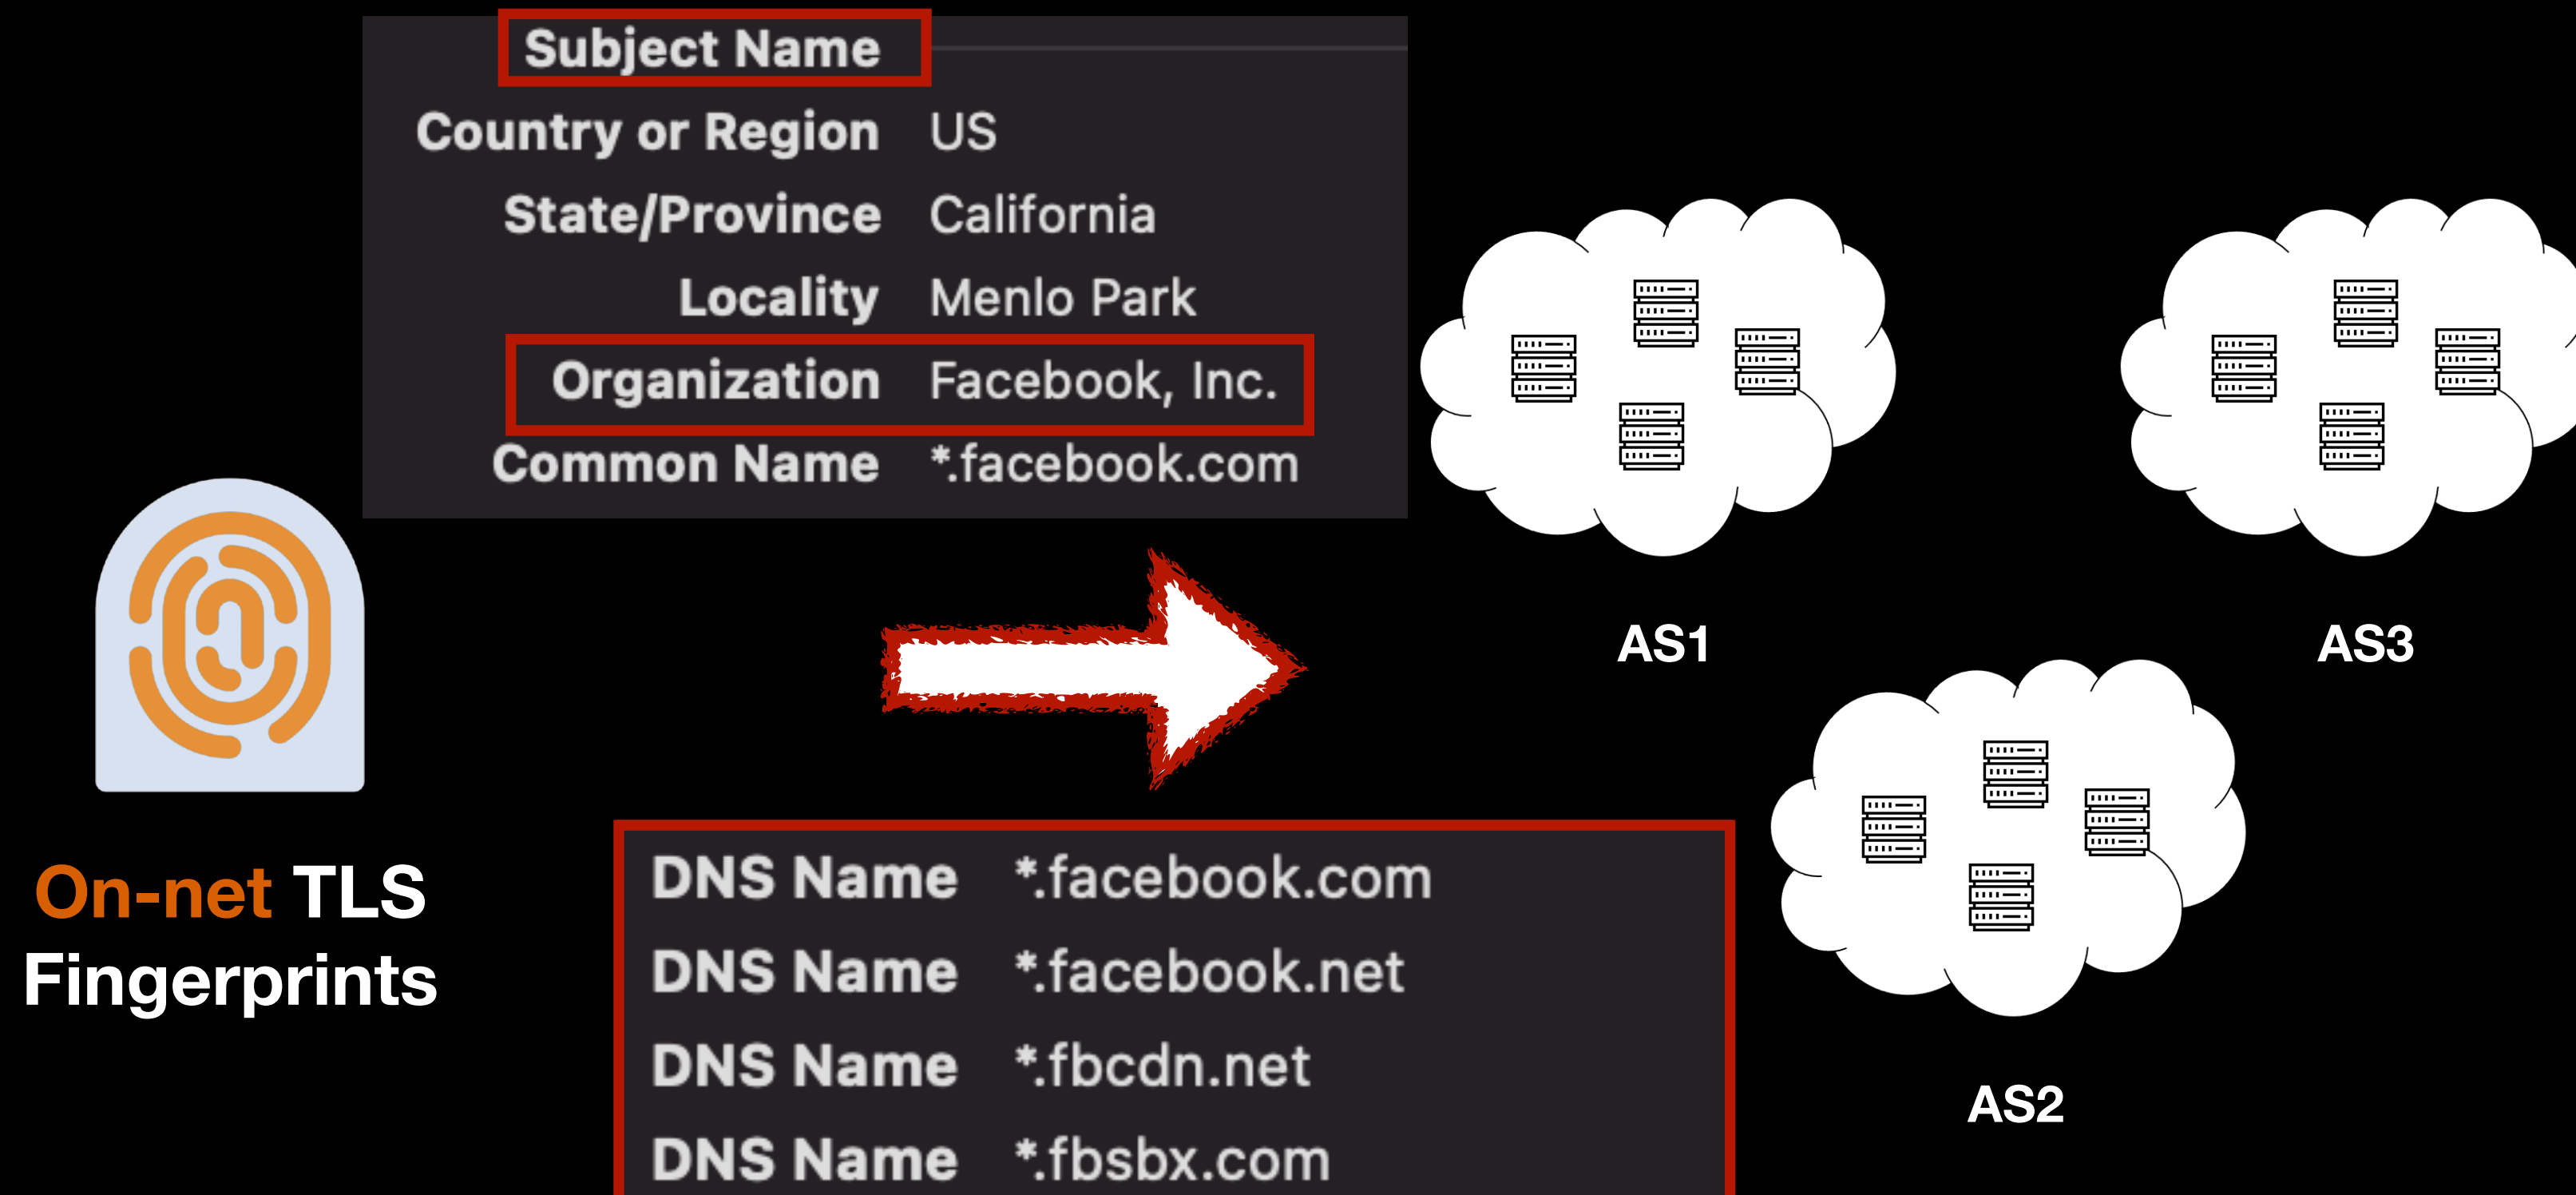 Subject Name
Country or Region US
State/Province California
Locality Menlo Park
Organization Facebook, Inc.
Common Name *.facebook.com
On-net TLS
Fingerprints
DNS Name *.facebook.com
DNS Name *.facebook.net
DNS Name *.fbcdn.net
DNS Name *.fbsbx.com
AS1
AS3
AS2